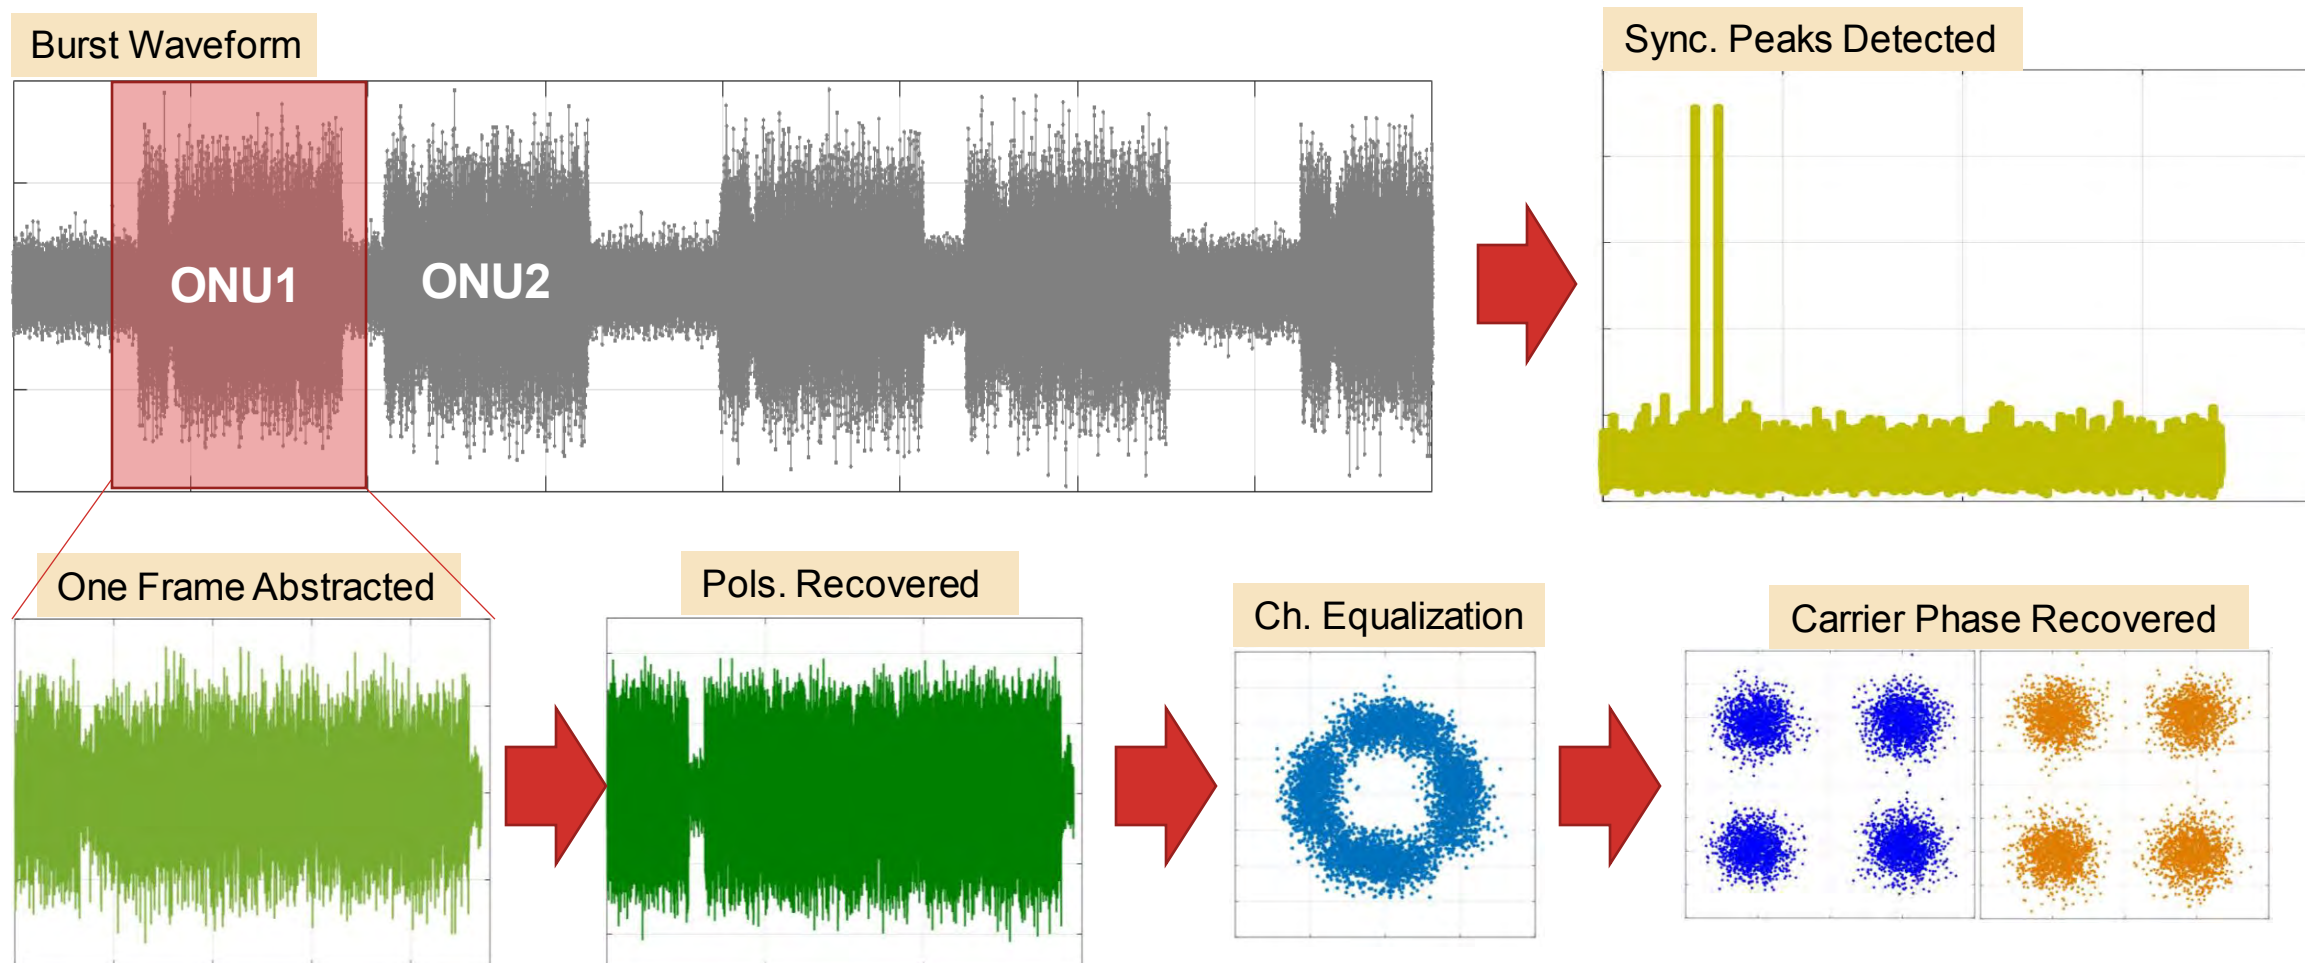 Burst Waveform
Sync. Peaks Detected
ONU1
ONU2
One Frame Abstracted
Pols. Recovered
Ch. Equalization
Carrier Phase Recovered